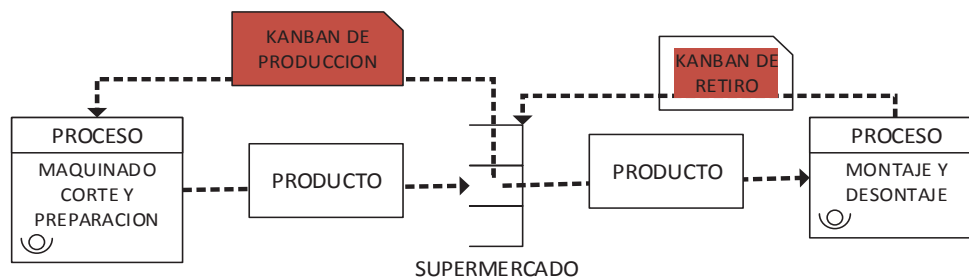 KANBAN DE
PRODUCCION
KANBAN DE
RETIRO
PROCESO
MAQUINADO
CORTE Y
PREPARACION
PRODUCTO
PRODUCTO
PROCESO
MONTAJE Y
DESONTAJE
SUPERMERCADO